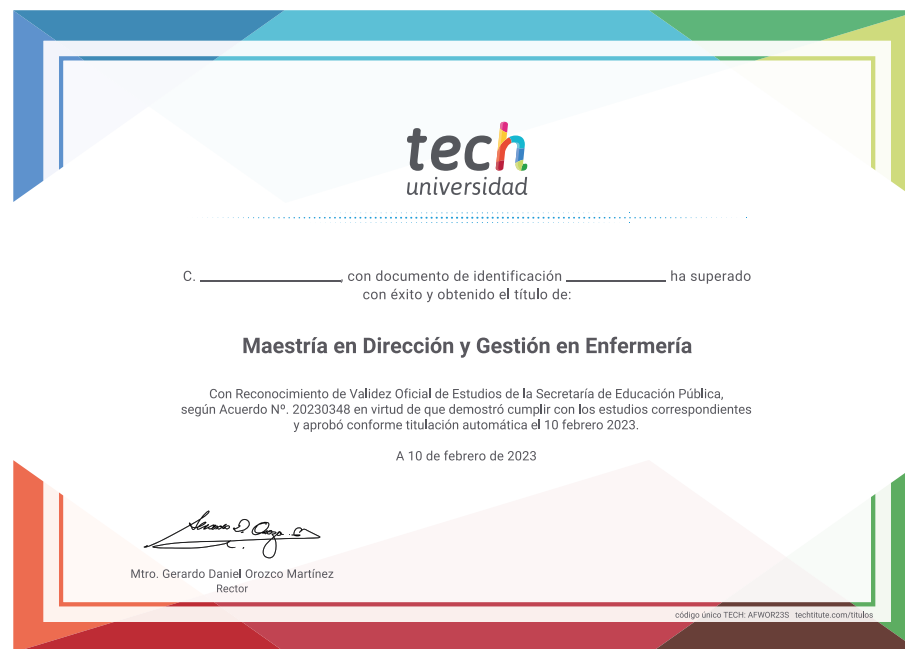 tech
universidad
C. ____________, con documento de identificación ____________ ha superado
con éxito y obtenido el título de:
Maestría en Dirección y Gestión en Enfermería
Con Reconocimiento de Validez Oficial de Estudios de la Secretaría de Educación Pública,
según Acuerdo Nº. 20230348 en virtud de que demostró cumplir con los estudios correspondientes
y aprobó conforme titulación automática el 10 febrero 2023.
A 10 de febrero de 2023
Mtro. Gerardo Daniel Orozco Martínez
Rector
código único TECH: AFWOR23S techtitute.com/titulos